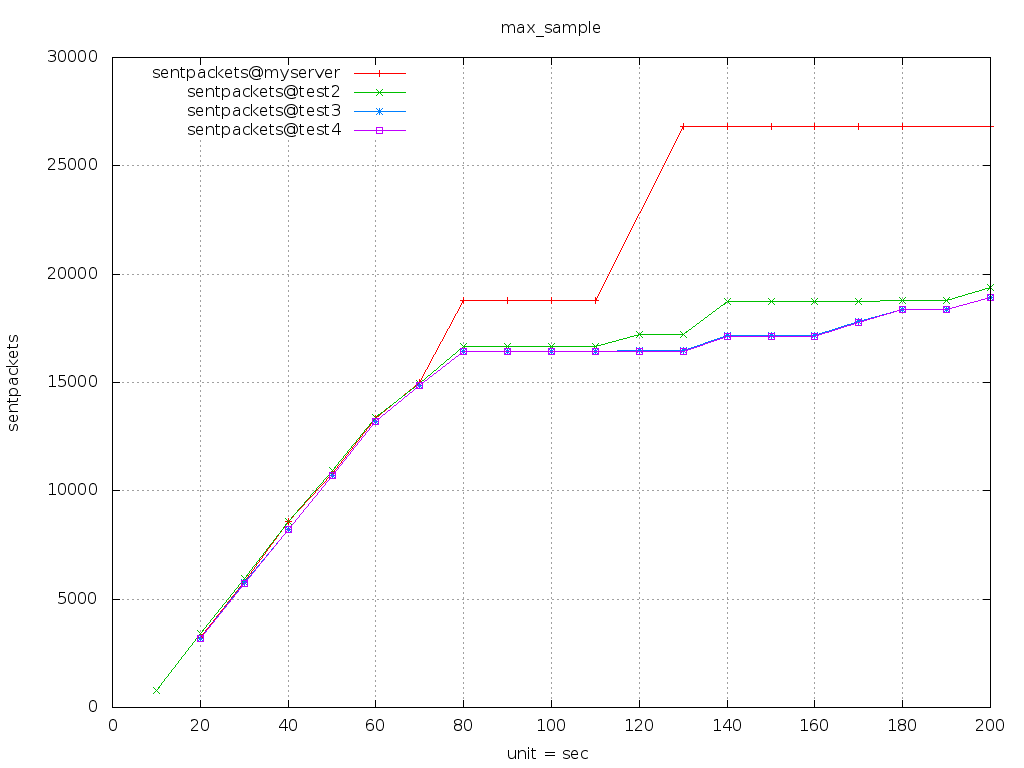 max_sample
30000
25000
20000
15000
10000
5000
0
sentpackets@myserver
sentpackets@test2
sentpackets@test3
sentpackets@test4
sentpackets
0 20 40 60 80 100 120 140 160 180 200
unit = sec